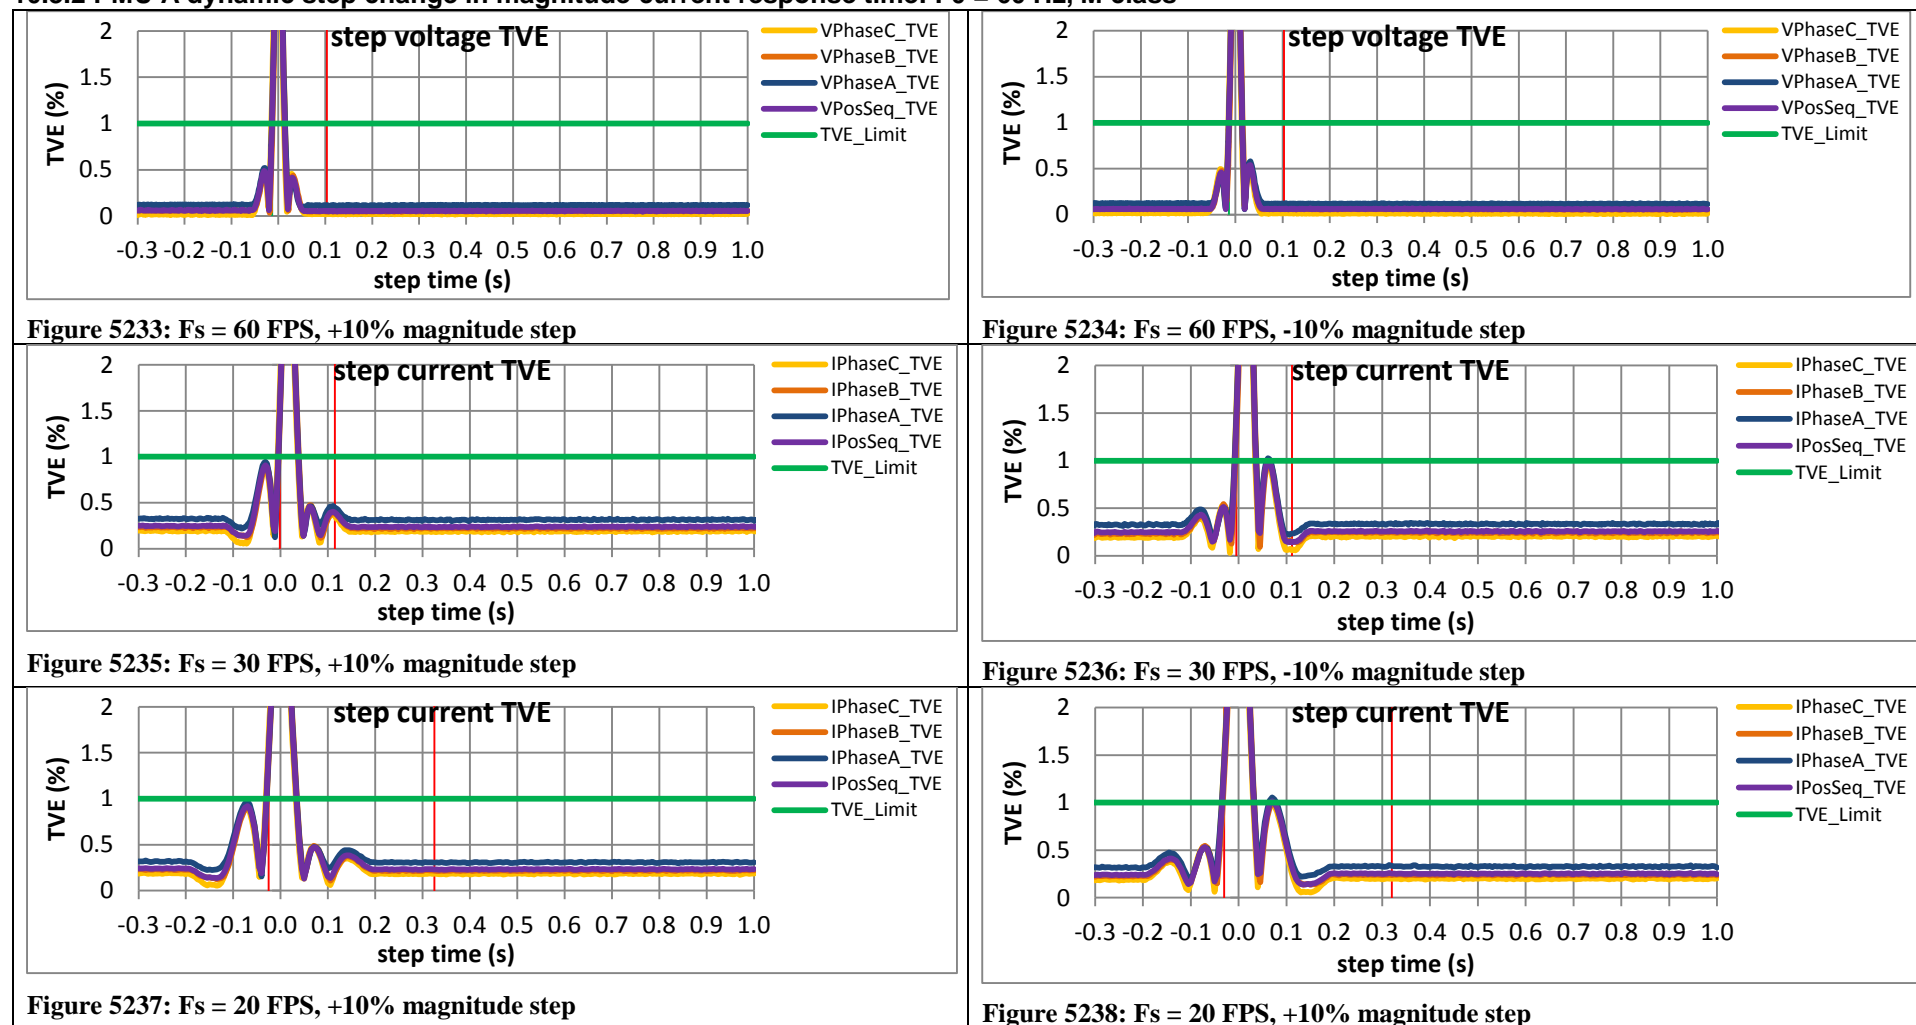 step voltage TVE
2
1.5
1
0.5
0
TVE (%)
-0.3 -0.2 -0.1 0.0 0.1 0.2 0.3 0.4 0.5 0.6 0.7 0.8 0.9 1.0
step time (s)
VPhaseC_TVE
VPhaseB_TVE
VPhaseA_TVE
VPosSeq_TVE
TVE_Limit
Figure 5233: Fs = 60 FPS, +10% magnitude step
step voltage TVE
2
1.5
1
0.5
0
TVE (%)
-0.3 -0.2 -0.1 0.0 0.1 0.2 0.3 0.4 0.5 0.6 0.7 0.8 0.9 1.0
step time (s)
VPhaseC_TVE
VPhaseB_TVE
VPhaseA_TVE
VPosSeq_TVE
TVE_Limit
Figure 5234: Fs = 60 FPS, -10% magnitude step
step current TVE
2
1.5
1
0.5
0
TVE (%)
-0.3 -0.2 -0.1 0.0 0.1 0.2 0.3 0.4 0.5 0.6 0.7 0.8 0.9 1.0
step time (s)
IPhaseC_TVE
IPhaseB_TVE
IPhaseA_TVE
IPosSeq_TVE
TVE_Limit
Figure 5235: Fs = 30 FPS, +10% magnitude step
step current TVE
2
1.5
1
0.5
0
TVE (%)
-0.3 -0.2 -0.1 0.0 0.1 0.2 0.3 0.4 0.5 0.6 0.7 0.8 0.9 1.0
step time (s)
IPhaseC_TVE
IPhaseB_TVE
IPhaseA_TVE
IPosSeq_TVE
TVE_Limit
Figure 5236: Fs = 30 FPS, -10% magnitude step
step current TVE
2
1.5
1
0.5
0
TVE (%)
-0.3 -0.2 -0.1 0.0 0.1 0.2 0.3 0.4 0.5 0.6 0.7 0.8 0.9 1.0
step time (s)
IPhaseC_TVE
IPhaseB_TVE
IPhaseA_TVE
IPosSeq_TVE
TVE_Limit
Figure 5237: Fs = 20 FPS, +10% magnitude step
step current TVE
2
1.5
1
0.5
0
TVE (%)
-0.3 -0.2 -0.1 0.0 0.1 0.2 0.3 0.4 0.5 0.6 0.7 0.8 0.9 1.0
step time (s)
IPhaseC_TVE
IPhaseB_TVE
IPhaseA_TVE
IPosSeq_TVE
TVE_Limit
Figure 5238: Fs = 20 FPS, +10% magnitude step